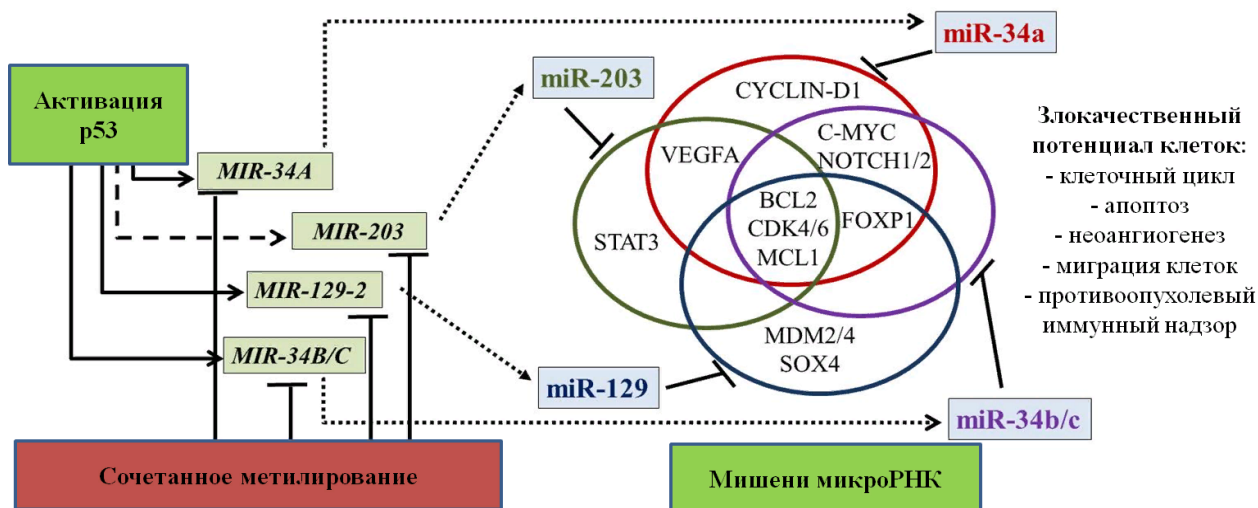 Активация
p53
MIR-34A
MIR-203
MIR-129-2
MIR-34B/C
Сочетанное метилирование
miR-203
miR-34a
miR-129
miR-34b/c
CYCLIN-D1
C-MYC
VEGFA
NOTCH1/2
BCL2
CDK4/6
FOXP1
STAT3
MCL1
MDM2/4
SOX4
Мишени микроРНК
Злокачественный
потенциал клеток:
- клеточный цикл
- апоптоз
- неоангиогенез
- миграция клеток
- противоопухолевый
иммунный надзор